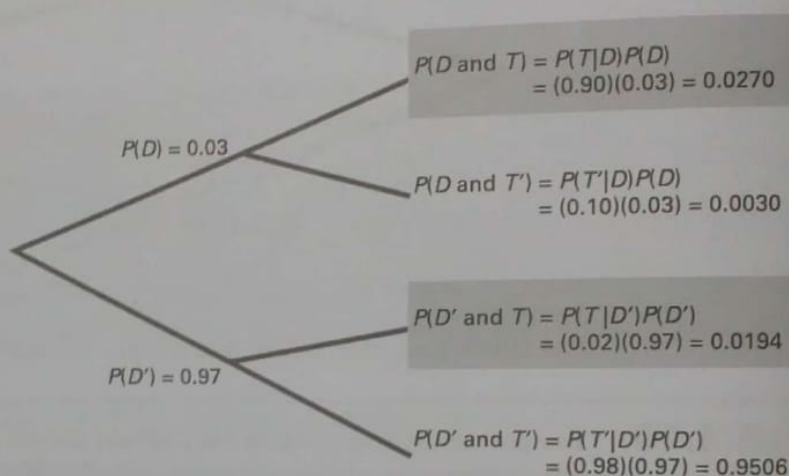 P(D and T) = P(T|D)P(D)
= (0.90)(0.03) = 0.0270
P(D) = 0.03
P(D and T′) = P(T′|D)P(D)
= (0.10)(0.03) = 0.0030
P(D′ and T) = P(T|D′)P(D′)
= (0.02)(0.97) = 0.0194
P(D′) = 0.97
P(D′ and T′) = P(T′|D′)P(D′)
= (0.98)(0.97) = 0.9506